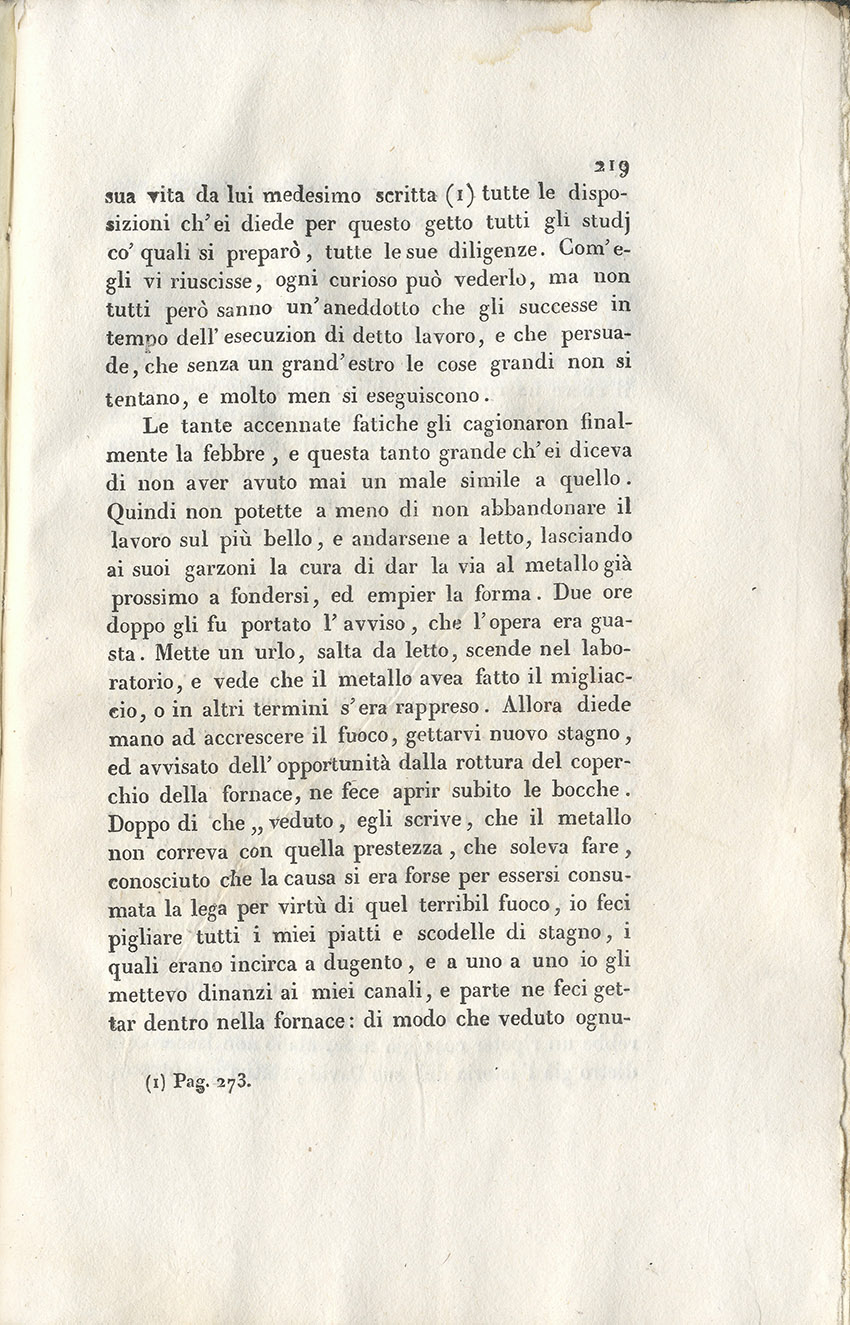 219
sua vita da lui medesimo scritta (1) tutte le dispo-
sizioni ch'ei diede per questo getto tutti gli studj
co' quali si preparò, tutte le sue diligenze. Com'e-
gli vi riuscisse, ogni curioso può vederlo, ma non
tutti però sanno un'aneddotto che gli successe in
tempo dell'esecuzion di detto lavoro, e che persua-
de, che senza un grand'estro le cose grandi non si
tentano, e molto men si eseguiscono.
Le tante accennate fatiche gli cagionaron final-
mente la febbre, e questa tanto grande ch'ei diceva
di non aver avuto mai un male simile a quello.
Quindi non potette a meno di non abbandonare il
lavoro sul più bello, e andarsene a letto, lasciando
ai suoi garzoni la cura di dar la via al metallo già
prossimo a fondersi, ed empier la forma. Due ore
doppo gli fu portato l'avviso, che l'opera era gua-
sta. Mette un urlo, salta da letto, scende nel labo-
ratorio, e vede che il metallo avea fatto il migliac-
cio, o in altri termini s'era rappreso. Allora diede
mano ad accrescere il fuoco, gettarvi nuovo stagno,
ed avvisato dell'opportunità dalla rottura del coper-
chio della fornace, ne fece aprir subito le bocche.
Doppo di che „ veduto, egli scrive, che il metallo
non correva con quella prestezza, che soleva fare,
conosciuto che la causa si era forse per essersi consu-
mata la lega per virtù di quel terribil fuoco, io feci
pigliare tutti i miei piatti e scodelle di stagno, i
quali erano incirca a dugento, e a uno a uno io gli
mettevo dinanzi ai miei canali, e parte ne feci get-
tar dentro nella fornace: di modo che veduto ognu-
(1) Pag. 273.